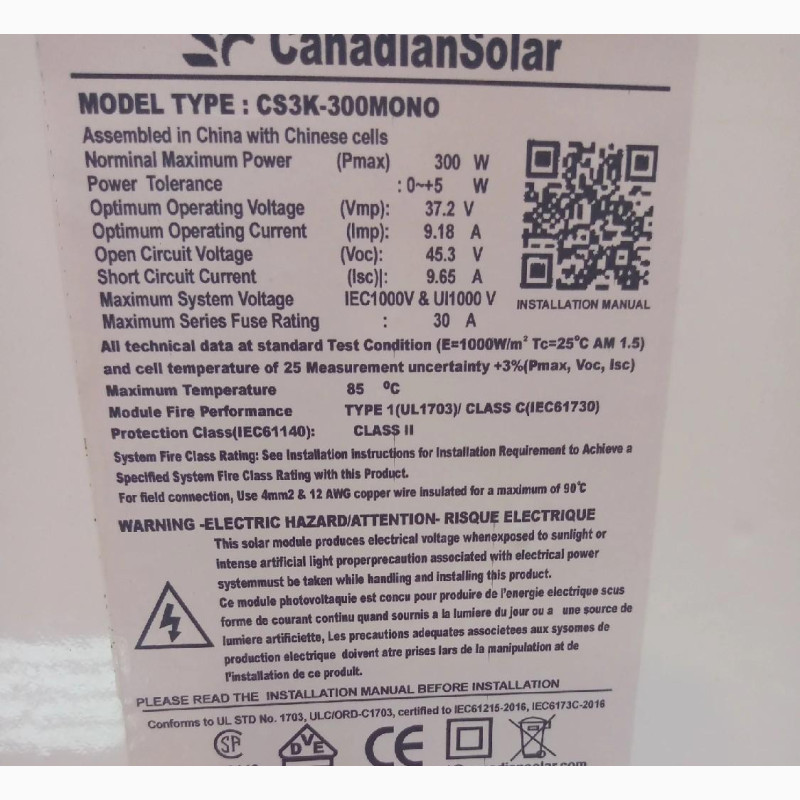 CanadianSolar
MODEL TYPE : CS3K-300MONO
Assembled in China with Chinese cells
Norminal Maximum Power (Pmax) 300 W
Power Tolerance : 0~+5 W
Optimum Operating Voltage (Vmp): 37.2 V
Optimum Operating Current (Imp): 9.18 A
Open Circuit Voltage (Voc): 45.3 V
Short Circuit Current (Isc)|: 9.65 A
Maximum System Voltage IEC1000V & UI1000 V
INSTALLATION MANUAL
Maximum Series Fuse Rating : 30 A
All technical data at standard Test Condition (E=1000W/m² Tc=25°C AM 1.5)
and cell temperature of 25 Measurement uncertainty +3%(Pmax, Voc, Isc)
Maximum Temperature 85 °C
Module Fire Performance TYPE 1(UL1703)/ CLASS C(IEC61730)
Protection Class(IEC61140): CLASS II
System Fire Class Rating: See Installation Instructions for Installation Requirement to Achieve a
Specified System Fire Class Rating with this Product.
For field connection, Use 4mm2 & 12 AWG copper wire insulated for a maximum of 90°C
WARNING -ELECTRIC HAZARD/ATTENTION- RISQUE ELECTRIQUE
This solar module produces electrical voltage whenexposed to sunlight or
intense artificial light properprecaution associated with electrical power
systemmust be taken while handling and installing this product.
Ce module photovoltaquie est concu pour produire de l'energie electrique scus
forme de courant continu quand sournis a la lumiere du jour ou a une source de
lumiere artificiette, Les precautions adequates associetees aux sysomes de
production electrique doivent atre prises lars de la manipulation at de
l'installation de ce produit.
PLEASE READ THE INSTALLATION MANUAL BEFORE INSTALLATION
Conforms to UL STD No. 1703, ULC/ORD-C1703, certified to IEC61215-2016, IEC6173C-2016
SP
DVE
CE